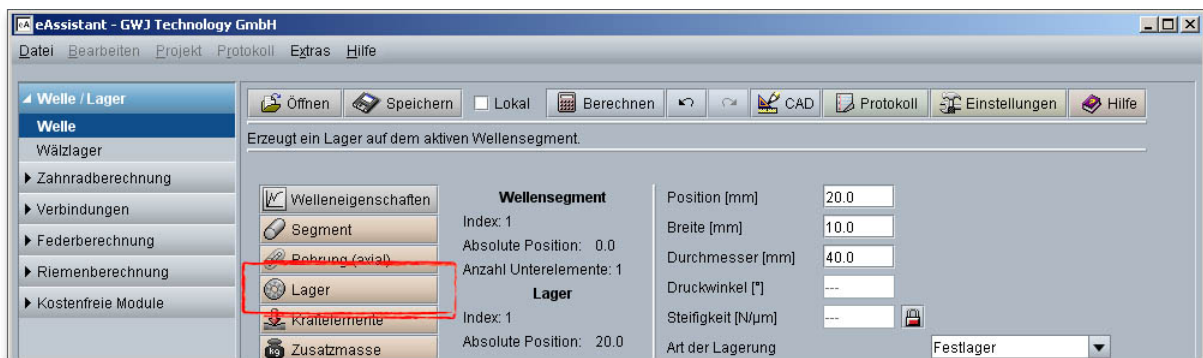 eA eAssistant - GWJ Technology GmbH
Datei Bearbeiten Projekt Protokoll Extras Hilfe
Welle / Lager
Welle
Wälzlager
Zahnradberechnung
Verbindungen
Federberechnung
Riemenberechnung
Kostenfreie Module
Öffnen Speichern Lokal Berechnen CAD Protokoll Einstellungen Hilfe
Erzeugt ein Lager auf dem aktiven Wellensegment.
Welleneigenschaften
Segment
Bohrung (axial)
Lager
Kraftelemente
kg Zusatzmasse
Wellensegment
Index: 1
Absolute Position: 0.0
Anzahl Unterelemente: 1
Lager
Index: 1
Absolute Position: 20.0
Position [mm] 20.0
Breite [mm] 10.0
Durchmesser [mm] 40.0
Druckwinkel [°] ---
Steifigkeit [N/µm] ---
Art der Lagerung Festlager